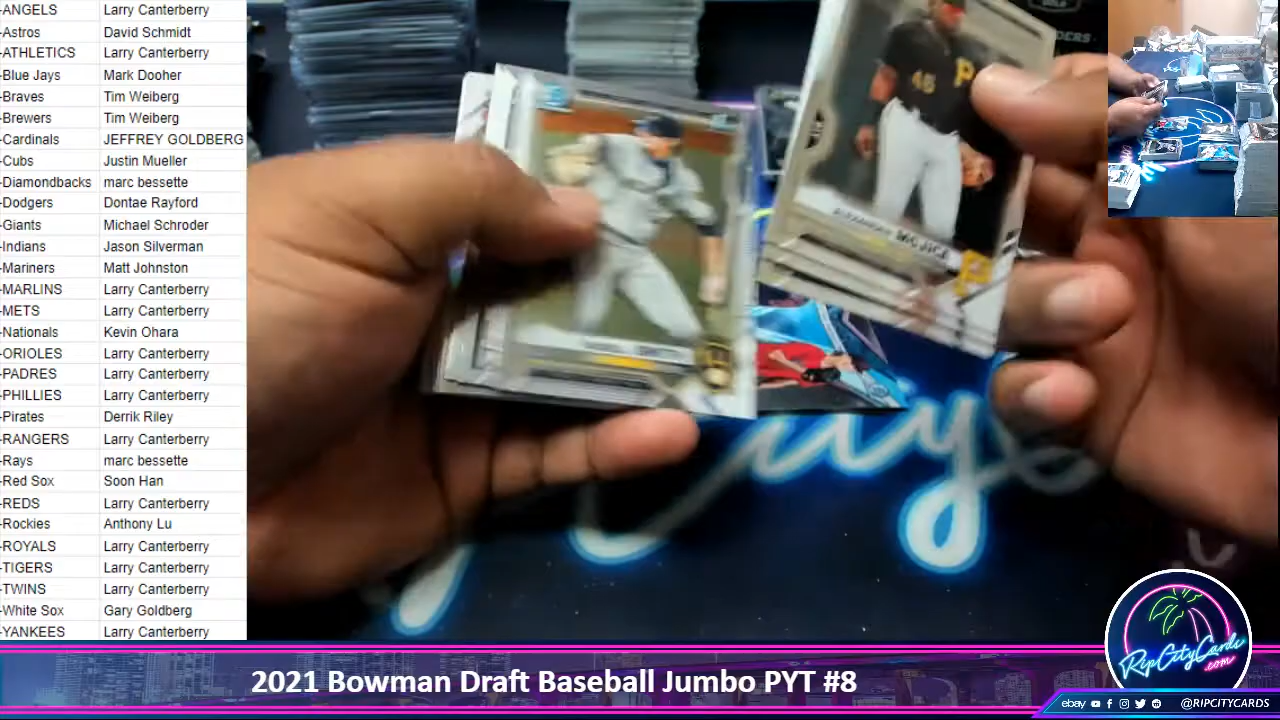 -ANGELS Larry Canterberry
-Astros David Schmidt
-ATHLETICS Larry Canterberry
-Blue Jays Mark Dooher
-Braves Tim Weiberg
-Brewers Tim Weiberg
-Cardinals JEFFREY GOLDBERG
-Cubs Justin Mueller
-Diamondbacks marc bessette
-Dodgers Dontae Rayford
-Giants Michael Schroder
-Indians Jason Silverman
-Mariners Matt Johnston
-MARLINS Larry Canterberry
-METS Larry Canterberry
-Nationals Kevin Ohara
-ORIOLES Larry Canterberry
-PADRES Larry Canterberry
-PHILLIES Larry Canterberry
-Pirates Derrik Riley
-RANGERS Larry Canterberry
-Rays marc bessette
-Red Sox Soon Han
-REDS Larry Canterberry
-Rockies Anthony Lu
-ROYALS Larry Canterberry
-TIGERS Larry Canterberry
-TWINS Larry Canterberry
-White Sox Gary Goldberg
-YANKEES Larry Canterberry
46 P
MOJICA
P
City
RipCityCards
.com
2021 Bowman Draft Baseball Jumbo PYT #8
ebay @RIPCITYCARDS